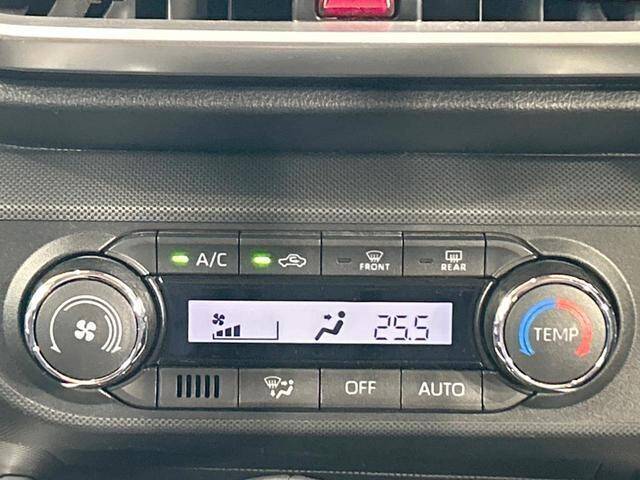 A/C
FRONT
REAR
25.5
TEMP
OFF
AUTO